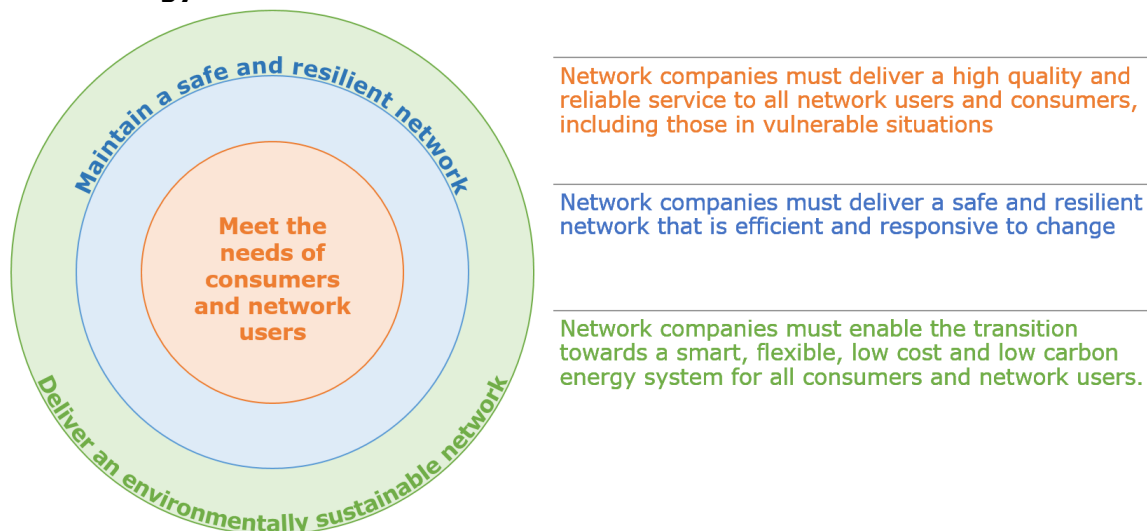 Maintain a safe and resilient network
Meet the
needs of
consumers
and network
users
Deliver an environmentally sustainable network
Network companies must deliver a high quality and
reliable service to all network users and consumers,
including those in vulnerable situations
Network companies must deliver a safe and resilient
network that is efficient and responsive to change
Network companies must enable the transition
towards a smart, flexible, low cost and low carbon
energy system for all consumers and network users.